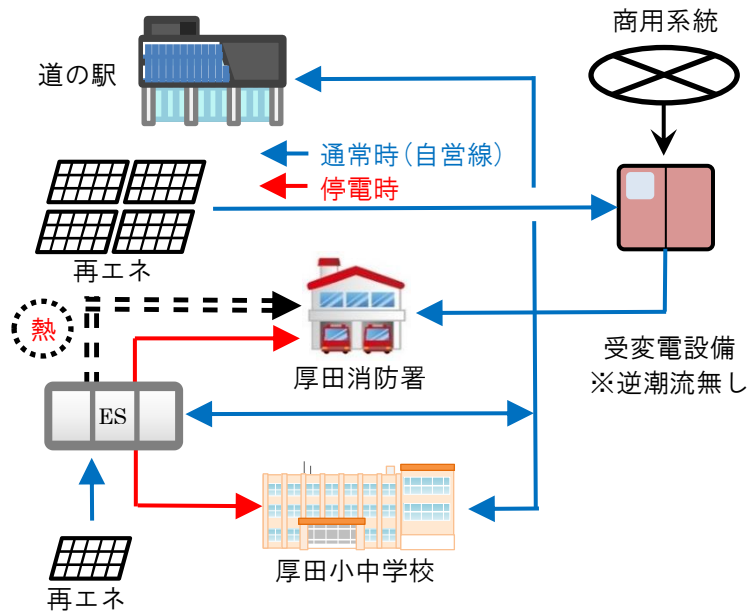 商用系統
道の駅
通常時(自営線)
停電時
再エネ
熱
厚田消防署
受変電設備
※逆潮流無し
ES
厚田小中学校
再エネ